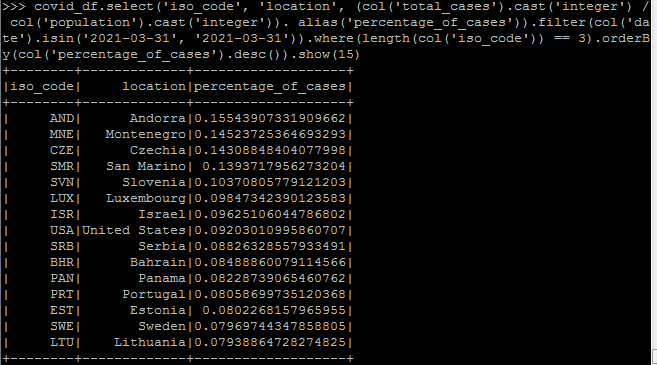 >>> covid_df.select('iso_code', 'location', (col('total_cases').cast('integer') /
 col('population').cast('integer')). alias('percentage_of_cases')).filter(col('da
te').isin('2021-03-31', '2021-03-31')).where(length(col('iso_code')) == 3).orderB
y(col('percentage_of_cases').desc()).show(15)
+--------+-------------+-------------------+
|iso_code|     location|percentage_of_cases|
+--------+-------------+-------------------+
|     AND|      Andorra|0.15543907331909662|
|     MNE|   Montenegro|0.14523725364693293|
|     CZE|      Czechia|0.14308848404077998|
|     SMR|   San Marino| 0.1393717956273204|
|     SVN|     Slovenia|0.10370805779121203|
|     LUX|   Luxembourg|0.09847342390123583|
|     ISR|       Israel|0.09625106044786802|
|     USA|United States|0.09203010995860707|
|     SRB|       Serbia|0.08826328557933491|
|     BHR|      Bahrain|0.08488860079114566|
|     PAN|       Panama|0.08228739065460762|
|     PRT|     Portugal|0.08058699735120368|
|     EST|      Estonia| 0.0802268157965955|
|     SWE|       Sweden|0.07969744347858805|
|     LTU|    Lithuania|0.07938864728274825|
+--------+-------------+-------------------+